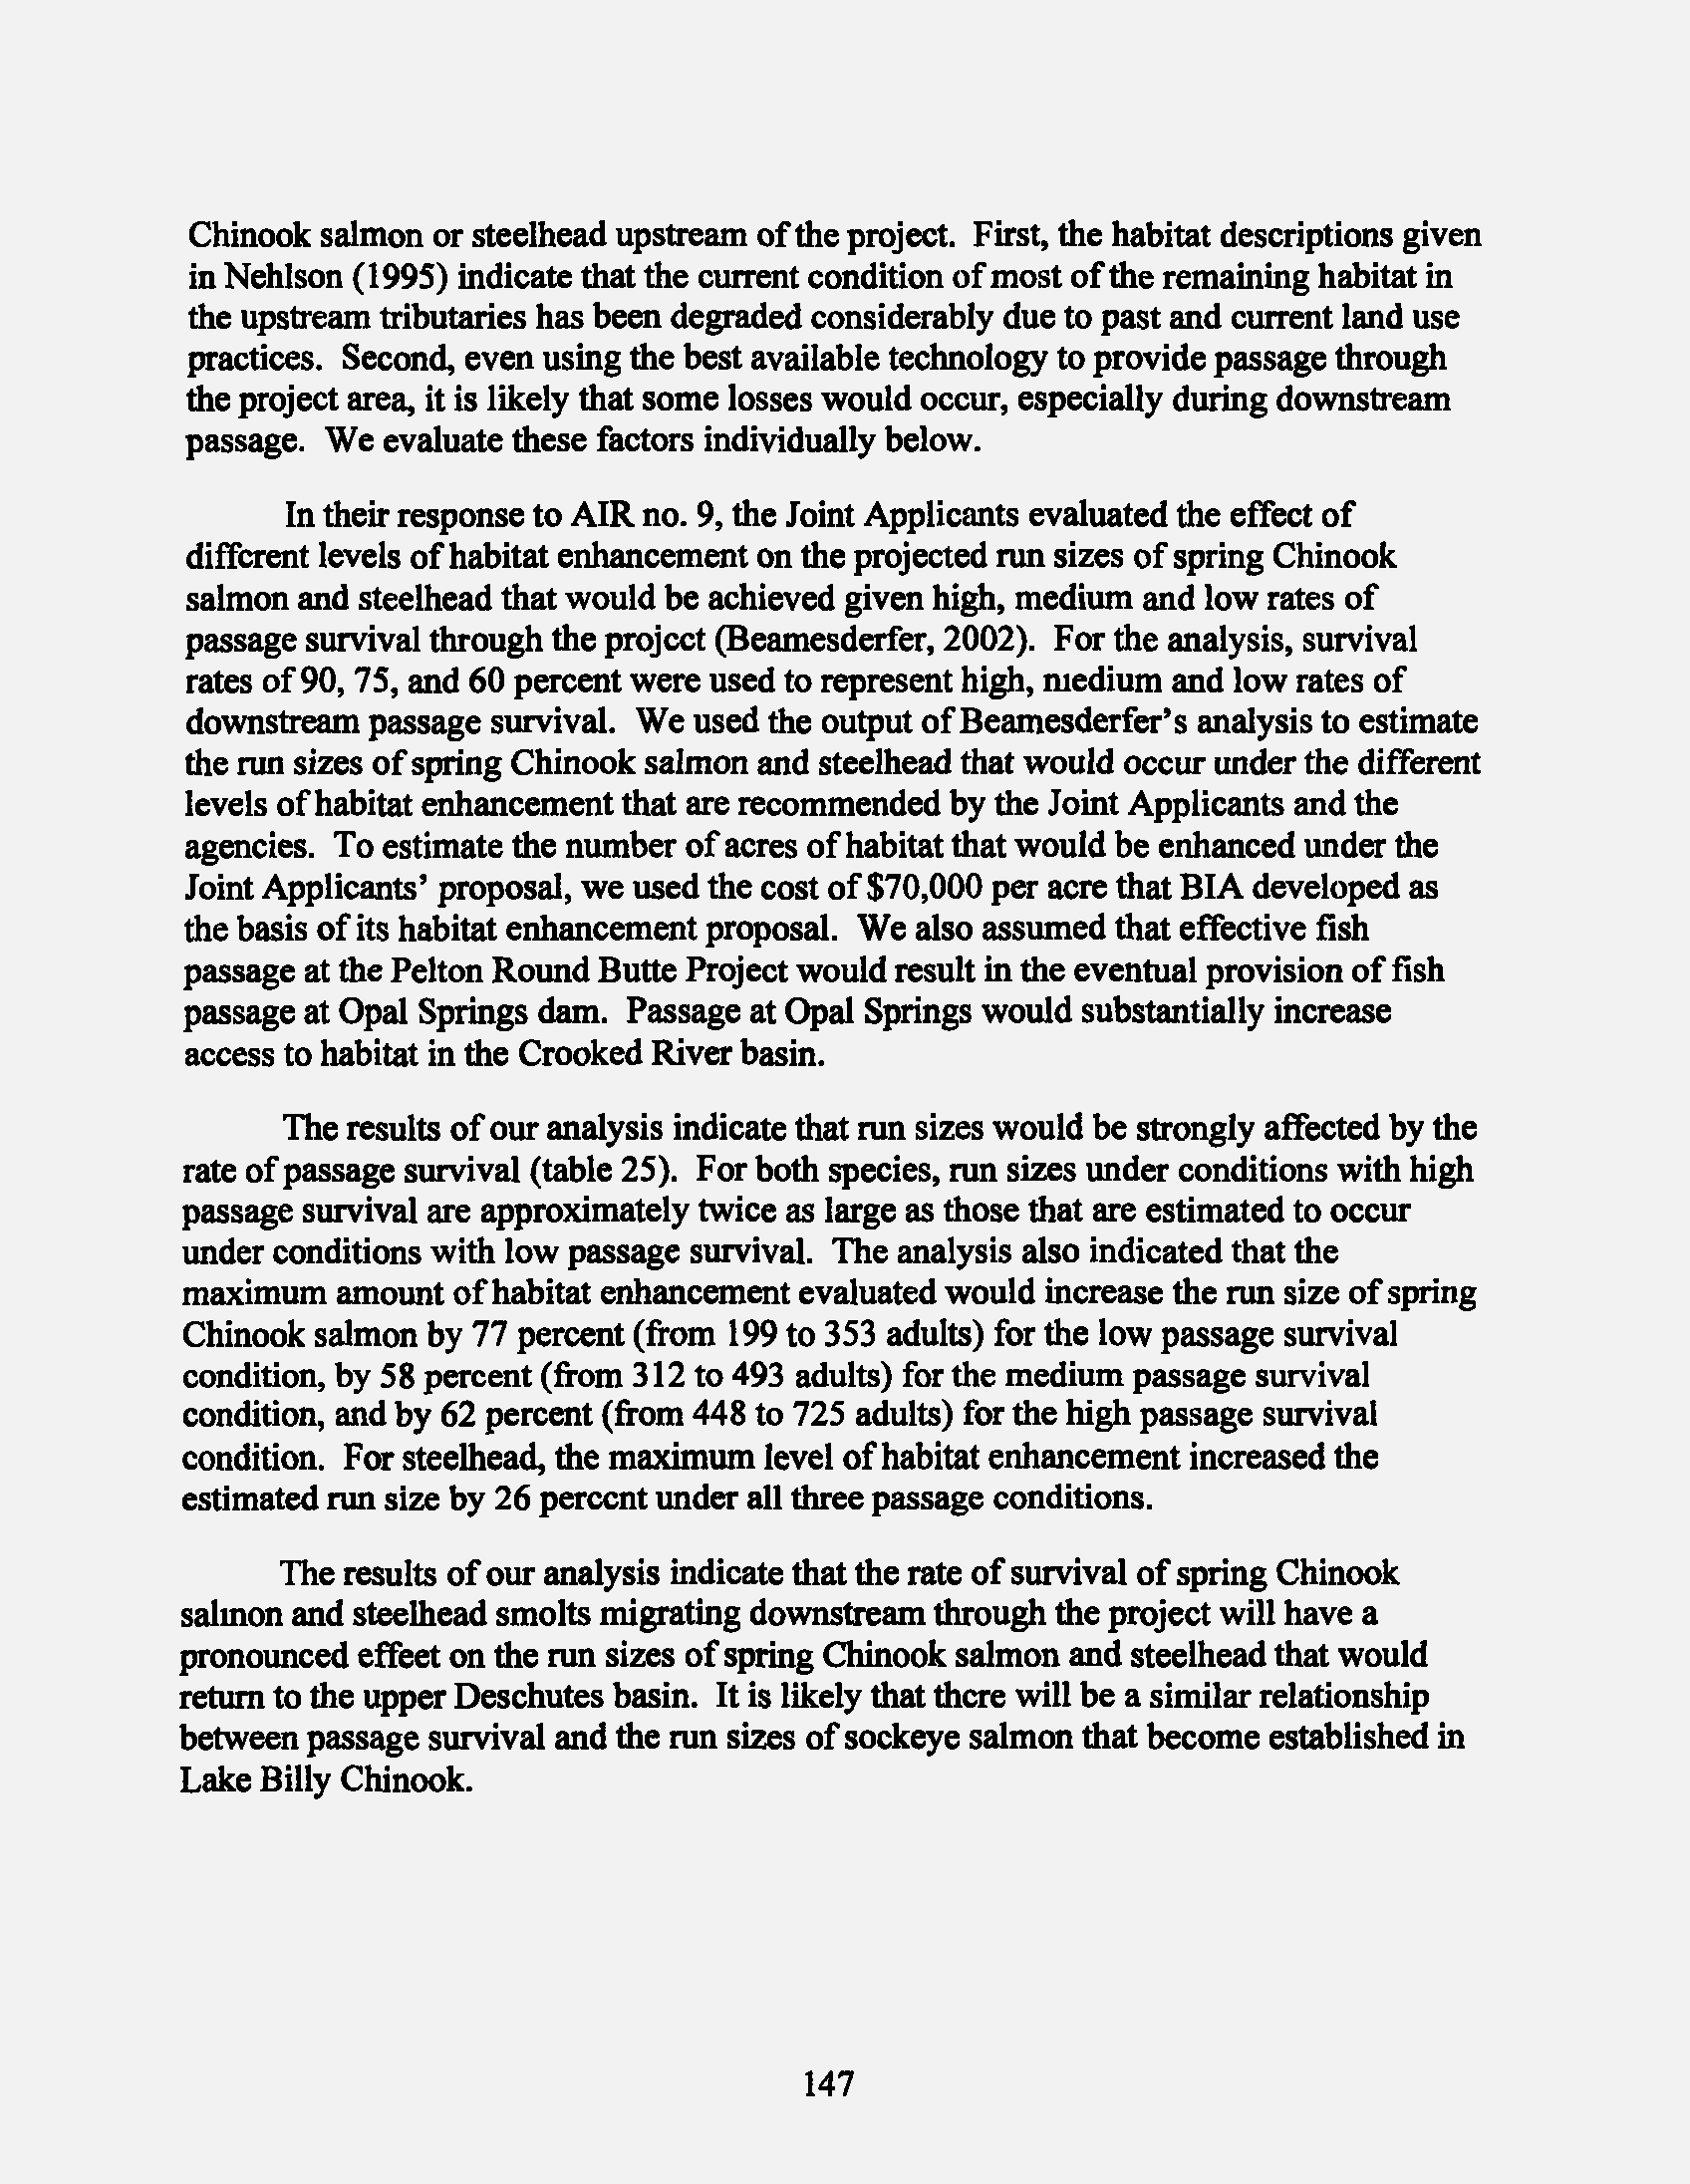 Chinook salmon or steelhead upstream of the project. First, the habitat descriptions given
in Nehlson (1995) indicate that the current condition of most of the remaining habitat in
the upstream tributaries has been degraded considerably due to past and current land use
practices. Second, even using the best available technology to provide passage through
the project area, it is likely that some losses would occur, especially during downstream
passage. We evaluate these factors individually below.
In their response to AIR no. 9, the Joint Applicants evaluated the effect of
different levels of habitat enhancement on the projected run sizes of spring Chinook
salmon and steelhead that would be achieved given high, medium and low rates of
passage survival through the project (Beamesderfer, 2002). For the analysis, survival
rates of 90, 75, and 60 percent were used to represent high, medium and low rates of
downstream passage survival. We used the output of Beamesderfer's analysis to estimate
the run sizes of spring Chinook salmon and steelhead that would occur under the different
levels of habitat enhancement that are recommended by the Joint Applicants and the
agencies. To estimate the number of acres of habitat that would be enhanced under the
Joint Applicants' proposal, we used the cost of $70,000 per acre that BIA developed as
the basis of its habitat enhancement proposal. We also assumed that effective fish
passage at the Pelton Round Butte Project would result in the eventual provision of fish
passage at Opal Springs dam. Passage at Opal Springs would substantially increase
access to habitat in the Crooked River basin.
The results of our analysis indicate that run sizes would be strongly affected by the
rate of passage survival (table 25). For both species, run sizes under conditions with high
passage survival are approximately twice as large as those that are estimated to occur
under conditions with low passage survival. The analysis also indicated that the
maximum amount of habitat enhancement evaluated would increase the run size of spring
Chinook salmon by 77 percent (from 199 to 353 adults) for the low passage survival
condition, by 58 percent (from 312 to 493 adults) for the medium passage survival
condition, and by 62 percent (from 448 to 725 adults) for the high passage survival
condition. For steelhead, the maximum level of habitat enhancement increased the
estimated run size by 26 percent under all three passage conditions.
The results of our analysis indicate that the rate of survival of spring Chinook
salmon and steelhead smolts migrating downstream through the project will have a
pronounced effect on the run sizes of spring Chinook salmon and steelhead that would
return to the upper Deschutes basin. It is likely that there will be a similar relationship
between passage survival and the run sizes of sockeye salmon that become established in
Lake Billy Chinook.
147